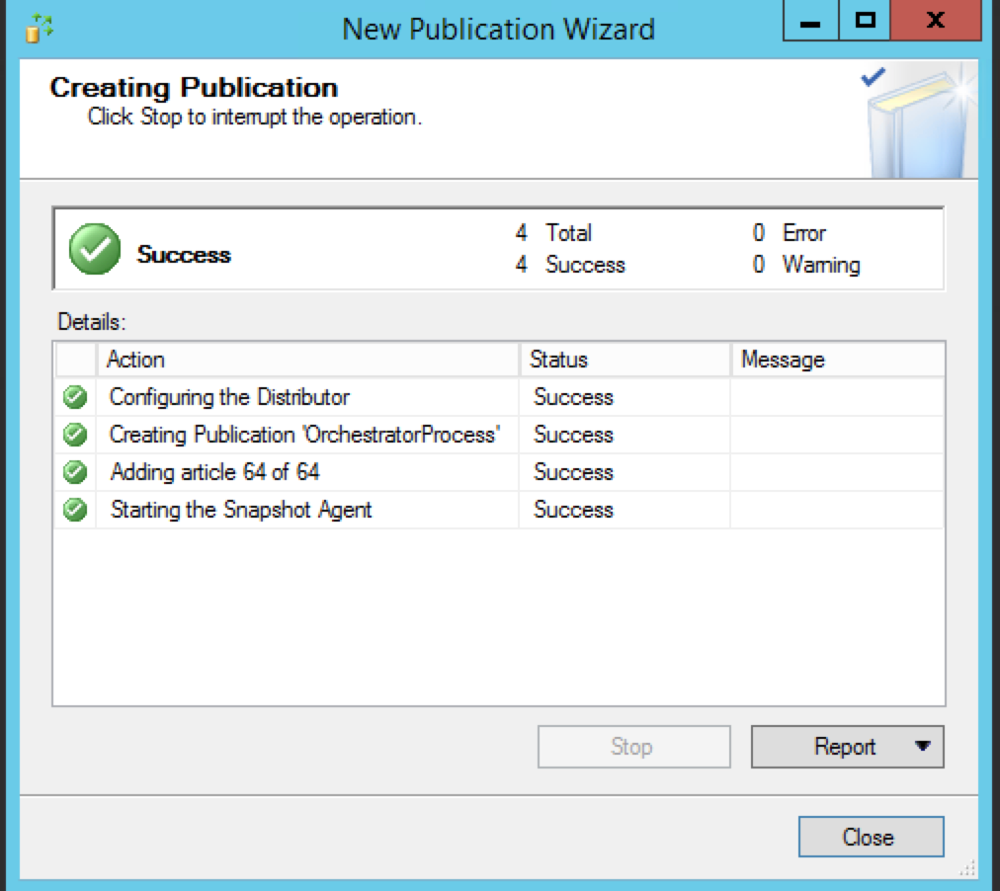 New Publication Wizard
Creating Publication
Click Stop to interrupt the operation.
Success
4 Total
0 Error
4 Success
0 Warning
Details:
Action Status Message
Configuring the Distributor Success
Creating Publication 'OrchestratorProcess' Success
Adding article 64 of 64 Success
Starting the Snapshot Agent Success
Stop
Report
Close